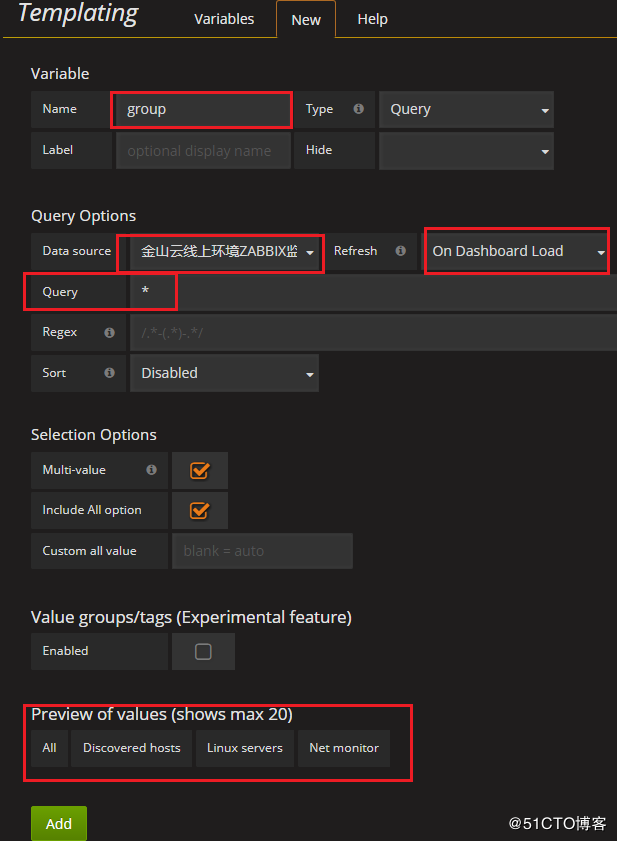 Templating Variables New Help
Variable
Name group Type Query
Label optional display name Hide
Query Options
Data source 金山云线上环境ZABBIX监 Refresh On Dashboard Load
Query *
Regex /.*-(.*)-.*/
Sort Disabled
Selection Options
Multi-value
Include All option
Custom all value blank = auto
Value groups/tags (Experimental feature)
Enabled
Preview of values (shows max 20)
All Discovered hosts Linux servers Net monitor
Add
@51CTO博客